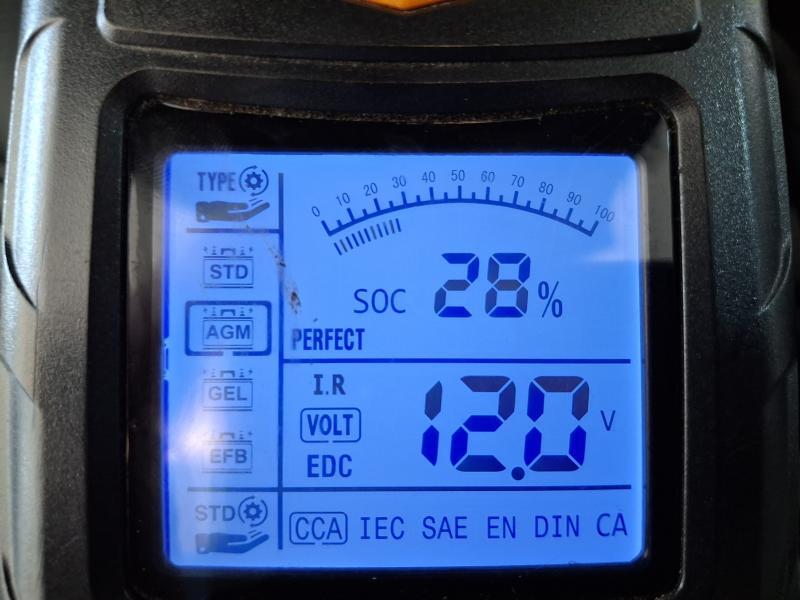 TYPE
0 10 20 30 40 50 60 70 80 90 100
STD
SOC 28%
AGM
PERFECT
I.R
GEL
VOLT 12.0 V
EFB
EDC
STD
CCA IEC SAE EN DIN CA